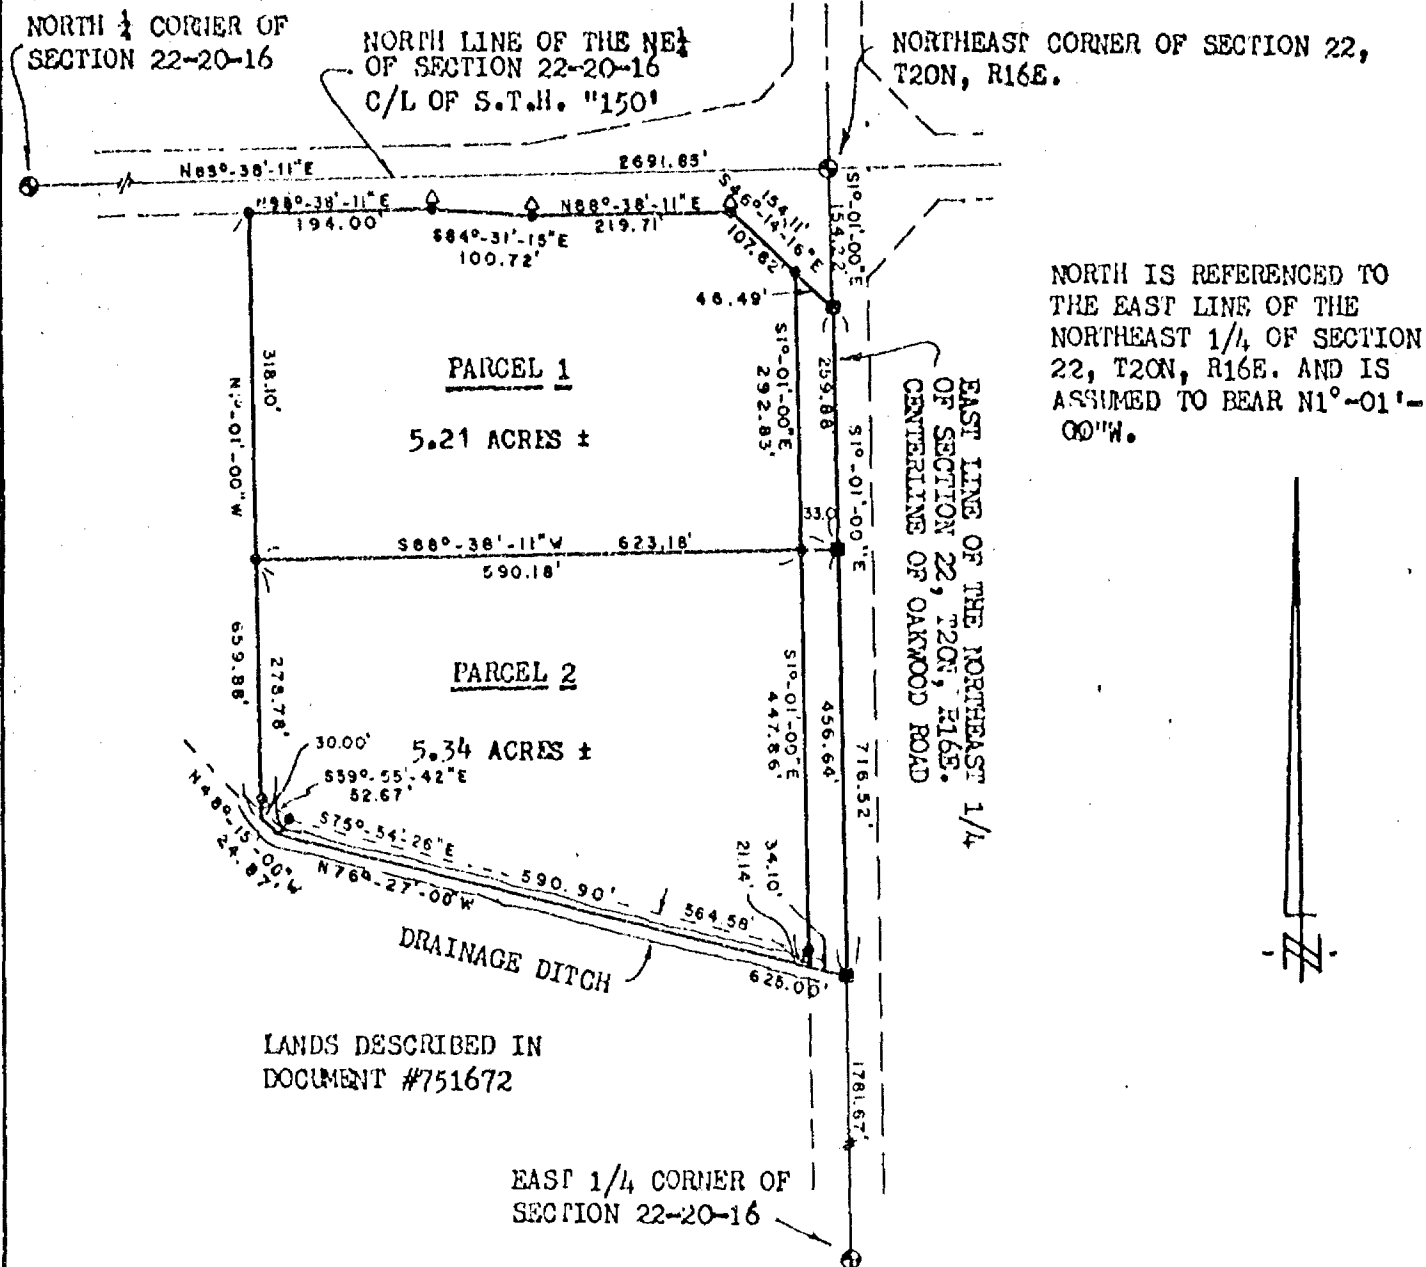 NORTH ¼ CORNER OF
SECTION 22-20-16
NORTH LINE OF THE NE¼
OF SECTION 22-20-16
C/L OF S.T.H. "150'
NORTHEAST CORNER OF SECTION 22,
T20N, R16E.
N88°-38'-11"E
2691.85'
N88°-38'-11"E
194.00'
S84°-31'-15"E
100.72'
N88°-38'-11"E
219.71'
154.11'
S46°-14'-16"E
107.62'
46.49'
S1°-01'-00"E
154.22'
NORTH IS REFERENCED TO
THE EAST LINE OF THE
NORTHEAST 1/4 OF SECTION
22, T20N, R16E. AND IS
ASSUMED TO BEAR N1°-01'-
00"W.
PARCEL 1
5.21 ACRES ±
318.10'
N1°-01'-00"W
S1°-01'-00"E
292.83'
259.88'
S1°-01'-00"E
33.0
EAST LINE OF THE NORTHEAST 1/4
OF SECTION 22, T20N, R16E.
CENTERLINE OF OAKWOOD ROAD
S88°-38'-11"W 623.18'
590.18'
659.88'
278.78'
PARCEL 2
5.34 ACRES ±
S1°-01'-00"E
447.86'
456.64'
716.52'
30.00'
S39°-55'-42"E
52.67'
N48°-15'-00"W
24.87'
S75°-54'-26"E
590.90'
564.58'
N76°-27'-00"W
34.10'
21.14'
625.00'
DRAINAGE DITCH
LANDS DESCRIBED IN
DOCUMENT #751672
1781.67'
EAST 1/4 CORNER OF
SECTION 22-20-16
N